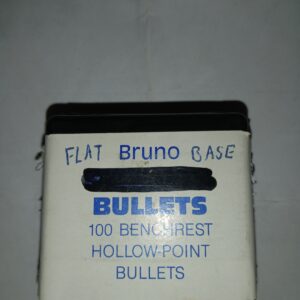 FLAT Bruno BASE
BULLETS
100 BENCHREST
HOLLOW-POINT
BULLETS